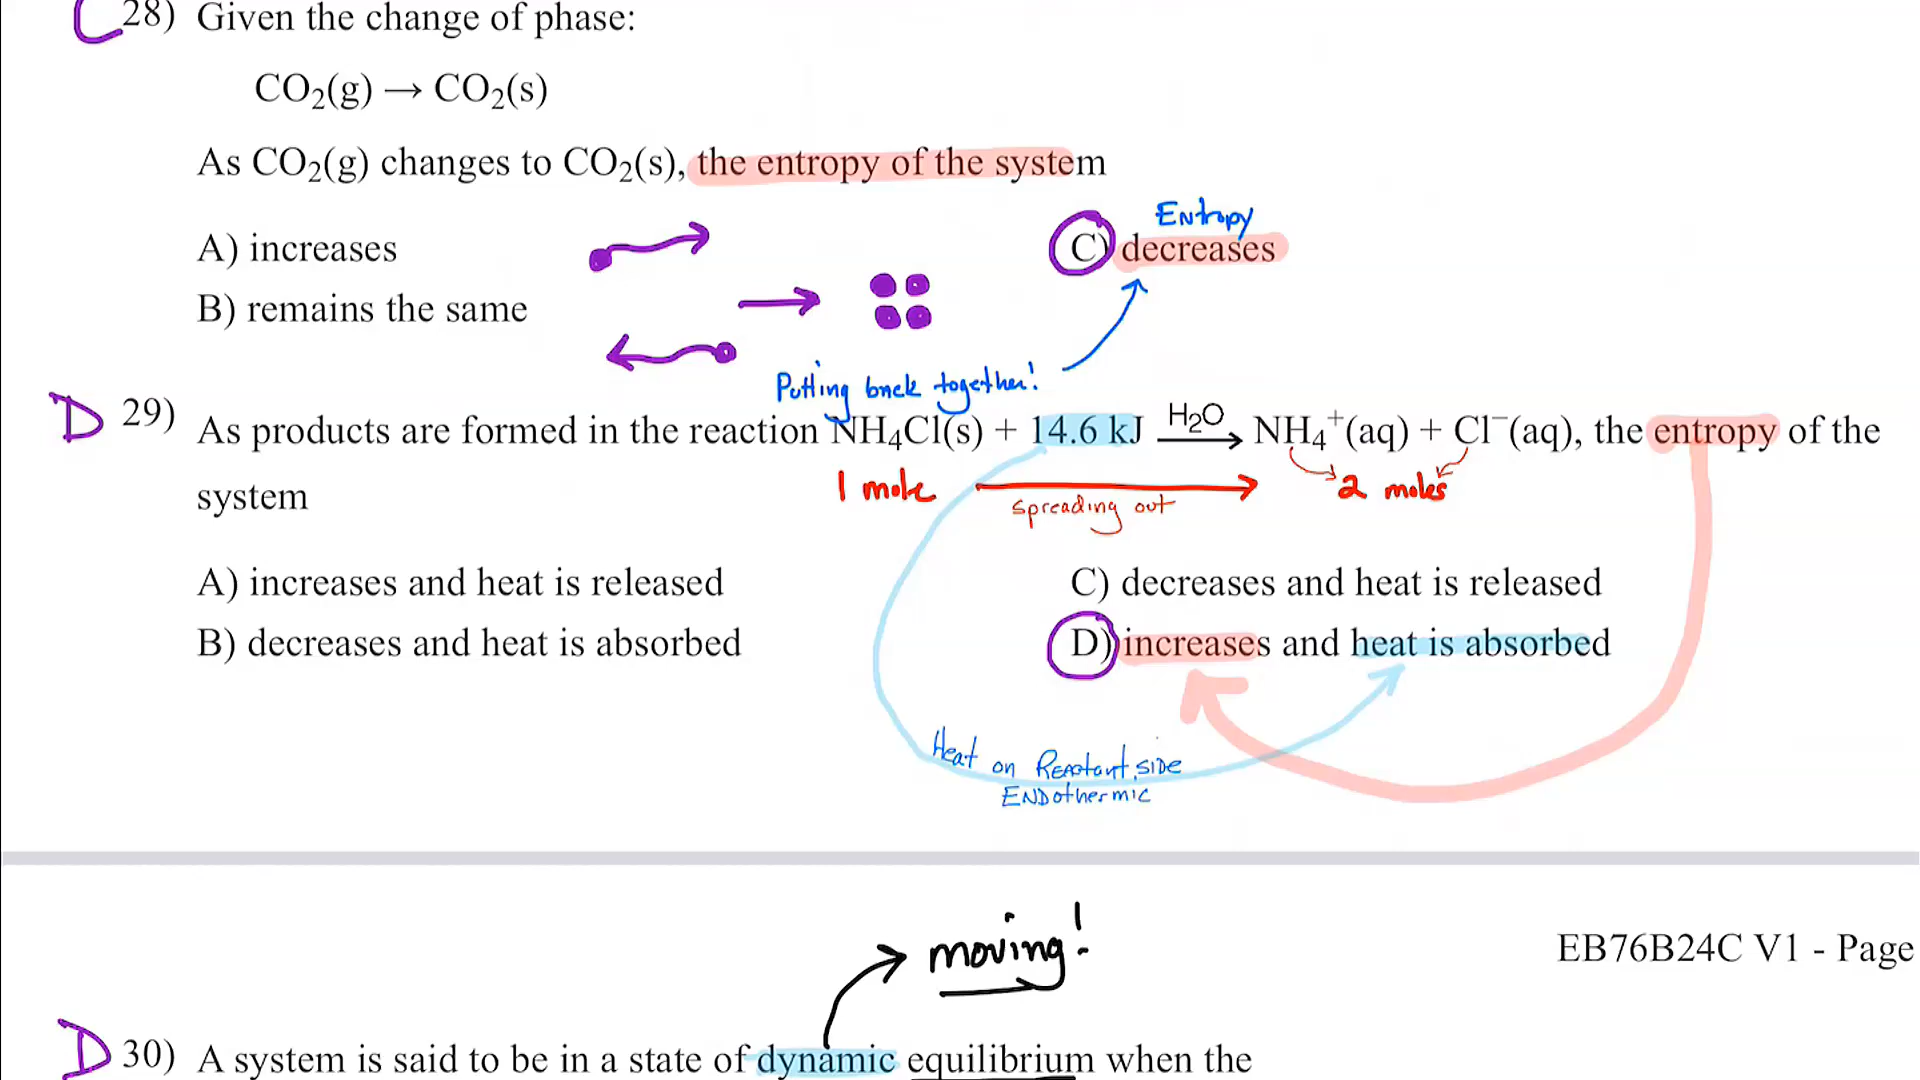 C 28) Given the change of phase:
CO₂(g) → CO₂(s)
As CO₂(g) changes to CO₂(s), the entropy of the system
Entropy
A) increases
C) decreases
B) remains the same
Putting back together!
D 29) As products are formed in the reaction NH₄Cl(s) + 14.6 kJ H₂O → NH₄⁺(aq) + Cl⁻(aq), the entropy of the
1 mole
2 moles
system
spreading out
A) increases and heat is released
C) decreases and heat is released
B) decreases and heat is absorbed
D) increases and heat is absorbed
Heat on Reactant side
ENDothermic
moving!
EB76B24C V1 - Page
D 30) A system is said to be in a state of dynamic equilibrium when the